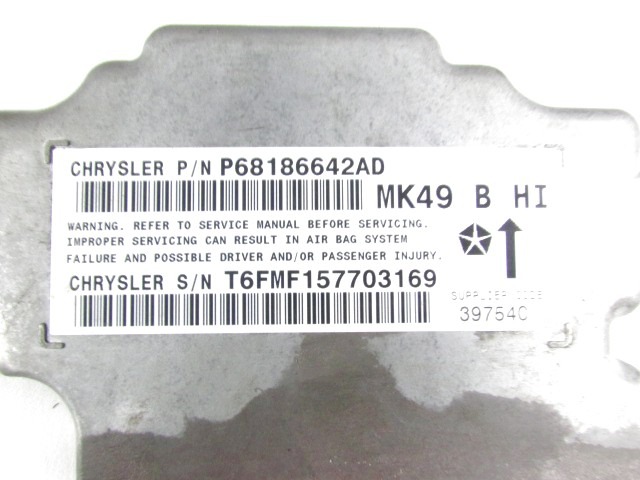 CHRYSLER P/N P68186642AD
MK49 B HI
WARNING. REFER TO SERVICE MANUAL BEFORE SERVICING.
IMPROPER SERVICING CAN RESULT IN AIR BAG SYSTEM
FAILURE AND POSSIBLE DRIVER AND/OR PASSENGER INJURY.
CHRYSLER S/N T6FMF157703169
SUPPLIER CODE
39754C